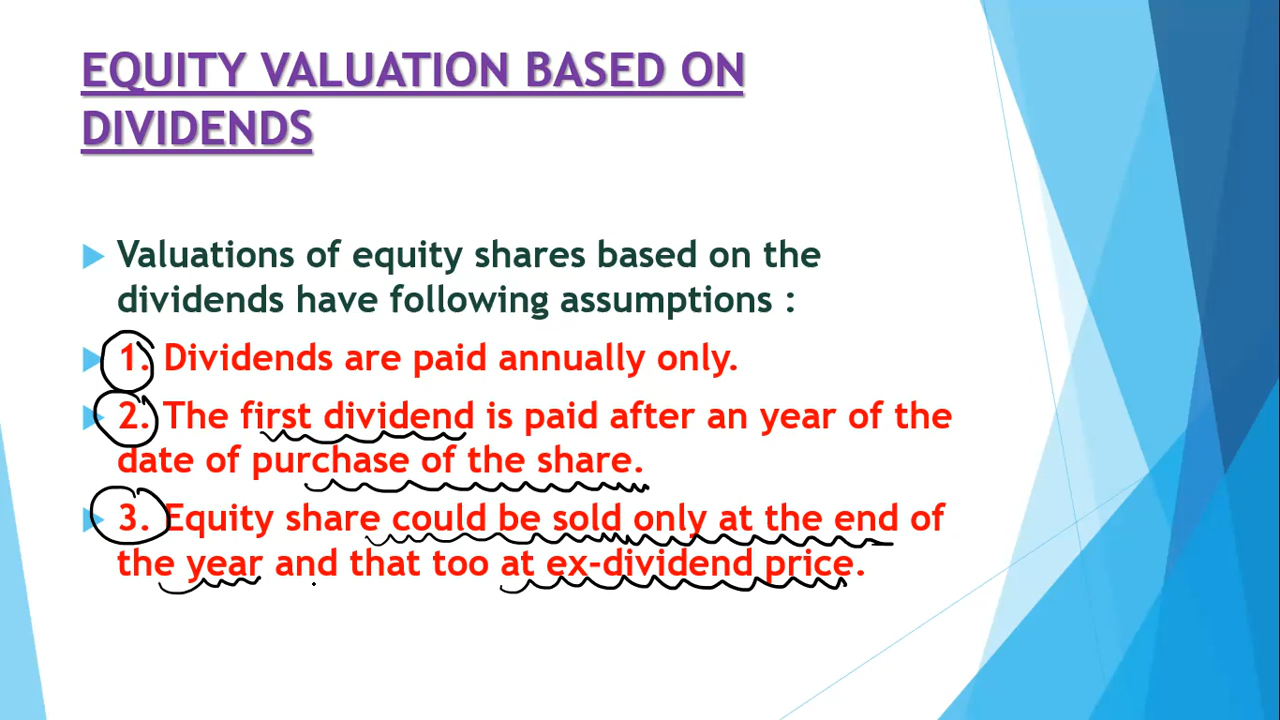 EQUITY VALUATION BASED ON
DIVIDENDS
Valuations of equity shares based on the
dividends have following assumptions :
1. Dividends are paid annually only.
2. The first dividend is paid after an year of the
date of purchase of the share.
3. Equity share could be sold only at the end of
the year and that too at ex-dividend price.